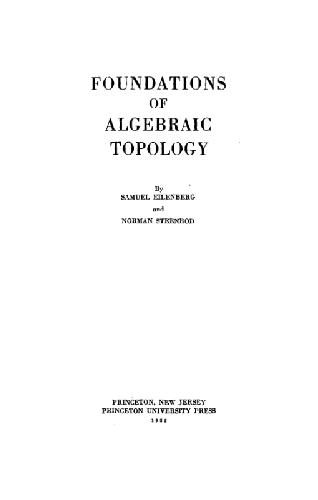 FOUNDATIONS
OF
ALGEBRAIC
TOPOLOGY
By
SAMUEL EILENBERG
and
NORMAN STEENROD
PRINCETON, NEW JERSEY
PRINCETON UNIVERSITY PRESS